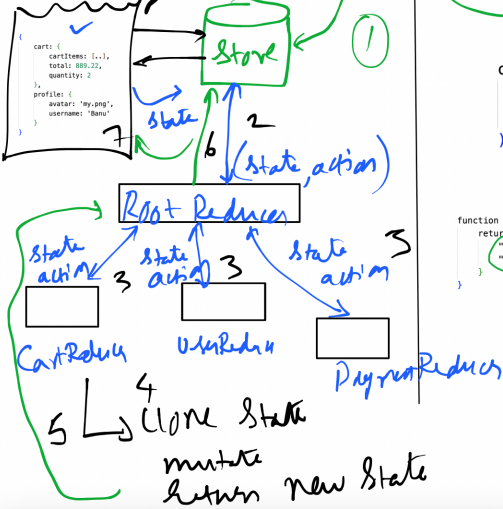 {
cart: {
cartItems: [,.],
total: 889.22,
quantity: 2
},
profile: {
avatar: 'my.png',
username: 'Banu'
}
}
Store
1
State
7
6
2
(State, action)
Root Reducer
State
action
3
State
action
3
State
action
3
CartReducer
UserReducer
PaymentReducer
4
5
Clone State
mutate
Return new State
C
)
function
retur
"
"
}
}